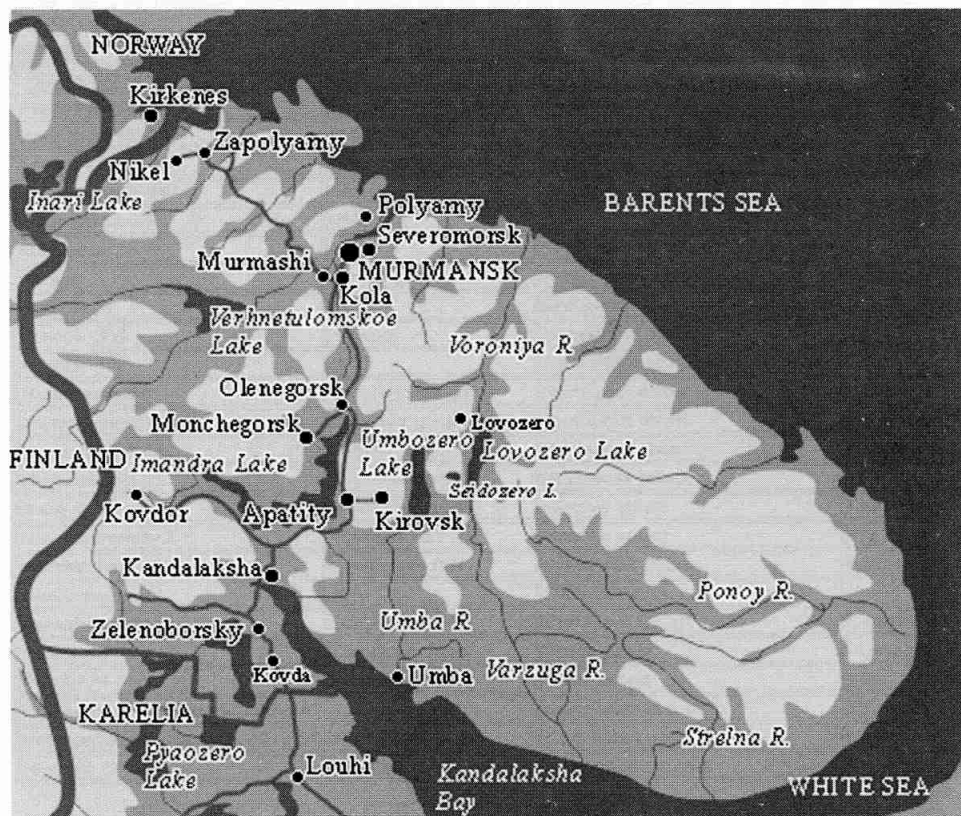 NORWAY
Kirkenes
Zapolyarny
Nikel
Inari Lake
Polyarny
BARENTS SEA
Severomorsk
Murmashi
MURMANSK
Kola
Verhnetulomskoe
Lake
Voroniya R.
Olenegorsk
Monchegorsk
Umbozero
Lake
Lovozero
Lovozero Lake
FINLAND
Imandra Lake
Seidozero L.
Kovdor
Apatity
Kirovsk
Kandalaksha
Ponoy R.
Zelenoborsky
Umba R.
Kovda
Umba
Varzuga R.
KARELIA
Strelna R.
Pyaozero
Lake
Louhi
Kandalaksha
Bay
WHITE SEA